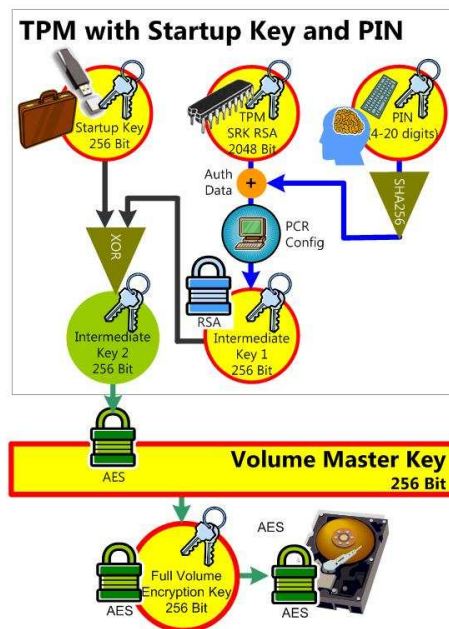 TPM with Startup Key and PIN
Startup Key
256 Bit
TPM
SRK RSA
2048 Bit
PIN
(4-20 digits)
Auth
Data
+
SHA256
PCR
Config
XOR
RSA
Intermediate
Key 2
256 Bit
Intermediate
Key 1
256 Bit
AES
Volume Master Key
256 Bit
AES
Full Volume
Encryption Key
256 Bit
AES
AES